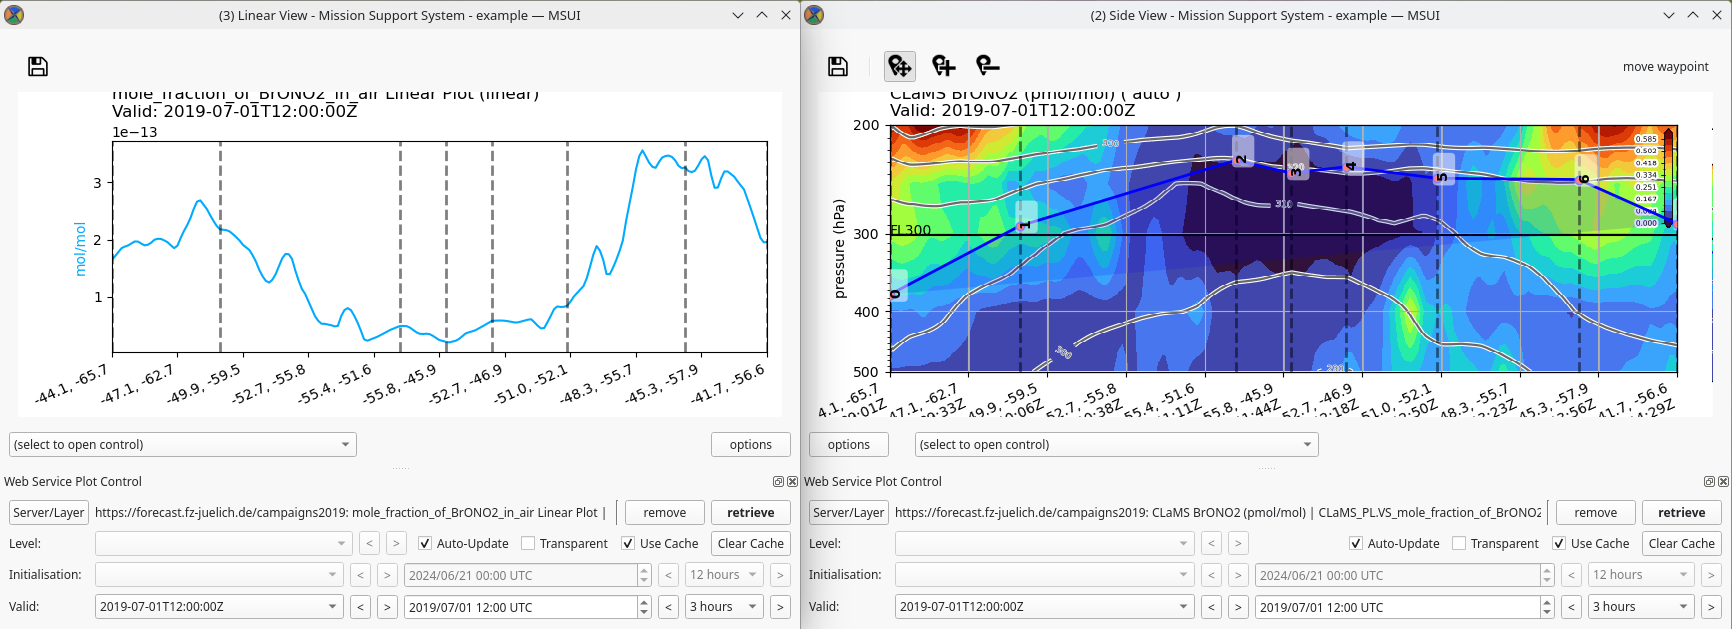 (3) Linear View - Mission Support System - example — MSUI
mole_fraction_of_BrONO2_in_air Linear Plot (linear)
Valid: 2019-07-01T12:00:00Z
1e−13
3
2
1
mol/mol
-44.1, -65.7
-47.1, -62.7
-49.9, -59.5
-52.7, -55.8
-55.4, -51.6
-55.8, -45.9
-52.7, -46.9
-51.0, -52.1
-48.3, -55.7
-45.3, -57.9
-41.7, -56.6
(select to open control)
options
Web Service Plot Control
Server/Layer
https://forecast.fz-juelich.de/campaigns2019: mole_fraction_of_BrONO2_in_air Linear Plot |
remove
retrieve
Level:
<
>
Auto-Update
Transparent
Use Cache
Clear Cache
Initialisation:
<
>
2024/06/21 00:00 UTC
<
12 hours
>
Valid:
2019-07-01T12:00:00Z
<
>
2019/07/01 12:00 UTC
<
3 hours
>
(2) Side View - Mission Support System - example — MSUI
move waypoint
CLaMS BrONO2 (pmol/mol) ( auto )
Valid: 2019-07-01T12:00:00Z
200
300
400
500
pressure (hPa)
FL300
0
1
2
3
4
5
6
330
320
310
300
0.585
0.502
0.418
0.334
0.251
0.167
0.000
4.1, -65.7
47.1, -62.7
49.9, -59.5
52.7, -55.8
55.4, -51.6
55.8, -45.9
52.7, -46.9
51.0, -52.1
48.3, -55.7
45.3, -57.9
41.7, -56.6
:01Z
:33Z
:06Z
:38Z
:11Z
:44Z
:18Z
:50Z
:23Z
:56Z
:29Z
options
(select to open control)
Web Service Plot Control
Server/Layer
https://forecast.fz-juelich.de/campaigns2019: CLaMS BrONO2 (pmol/mol) | CLaMS_PL.VS_mole_fraction_of_BrONO2
remove
retrieve
Level:
<
>
Auto-Update
Transparent
Use Cache
Clear Cache
Initialisation:
<
>
2024/06/21 00:00 UTC
<
12 hours
>
Valid:
2019-07-01T12:00:00Z
<
>
2019/07/01 12:00 UTC
<
3 hours
>